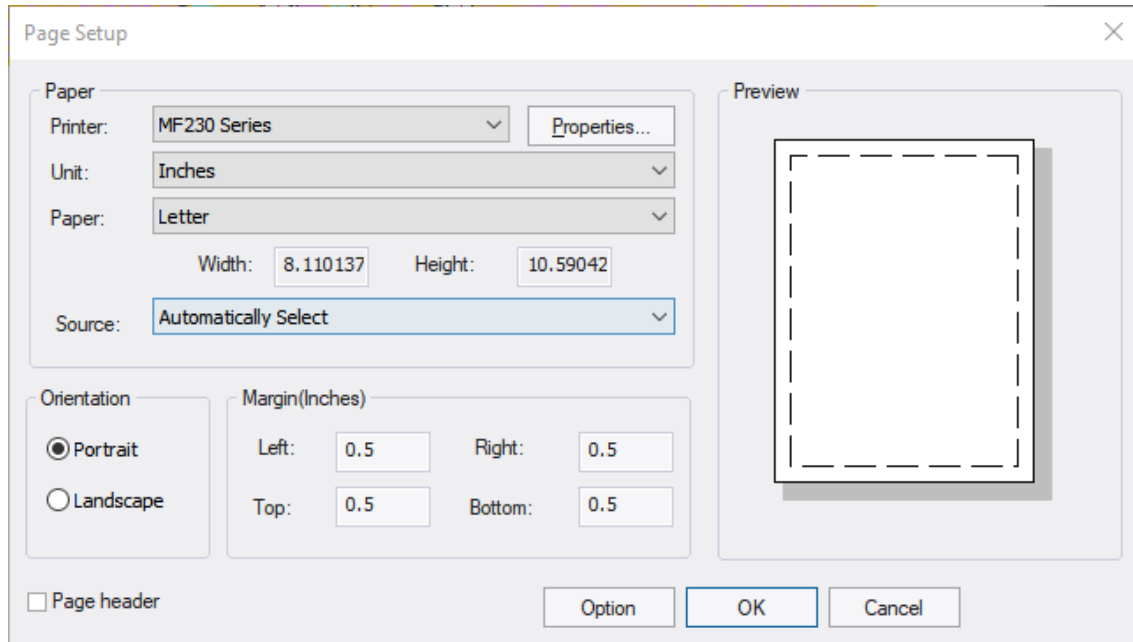 Page Setup
Paper
Printer: MF230 Series Properties...
Unit: Inches
Paper: Letter
Width: 8.110137 Height: 10.59042
Source: Automatically Select
Preview
Orientation
Portrait
Landscape
Margin(Inches)
Left: 0.5 Right: 0.5
Top: 0.5 Bottom: 0.5
Page header
Option OK Cancel